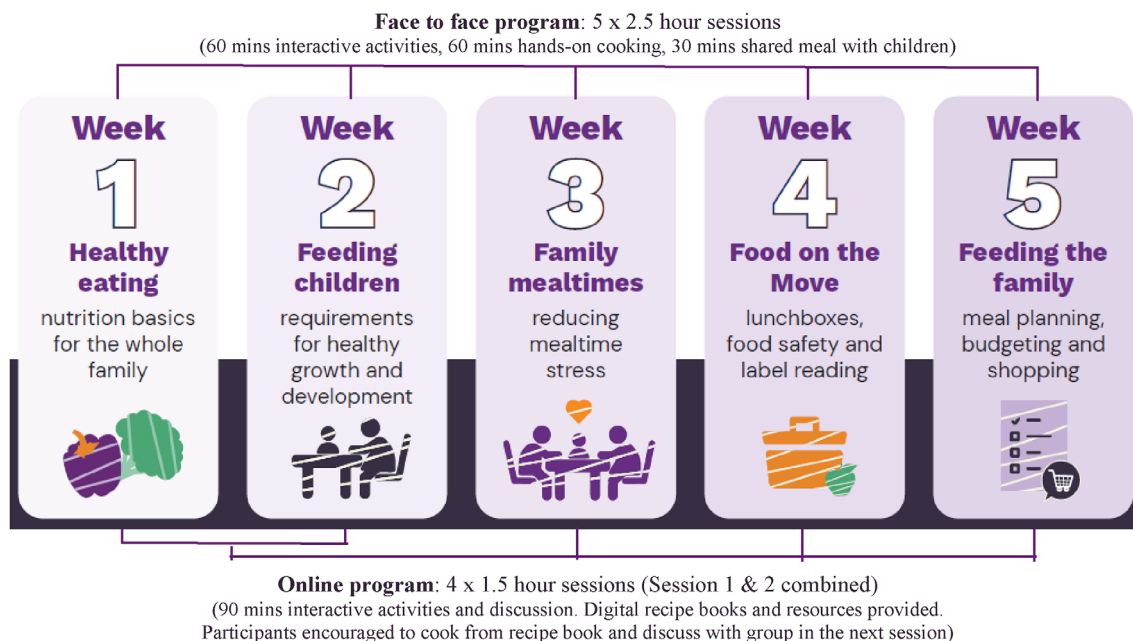 Face to face program: 5 x 2.5 hour sessions
(60 mins interactive activities, 60 mins hands-on cooking, 30 mins shared meal with children)
Week
1
Healthy
eating
nutrition basics
for the whole
family
Week
2
Feeding
children
requirements
for healthy
growth and
development
Week
3
Family
mealtimes
reducing
mealtime
stress
Week
4
Food on the
Move
lunchboxes,
food safety and
label reading
Week
5
Feeding the
family
meal planning,
budgeting and
shopping
Online program: 4 x 1.5 hour sessions (Session 1 & 2 combined)
(90 mins interactive activities and discussion. Digital recipe books and resources provided.
Participants encouraged to cook from recipe book and discuss with group in the next session)